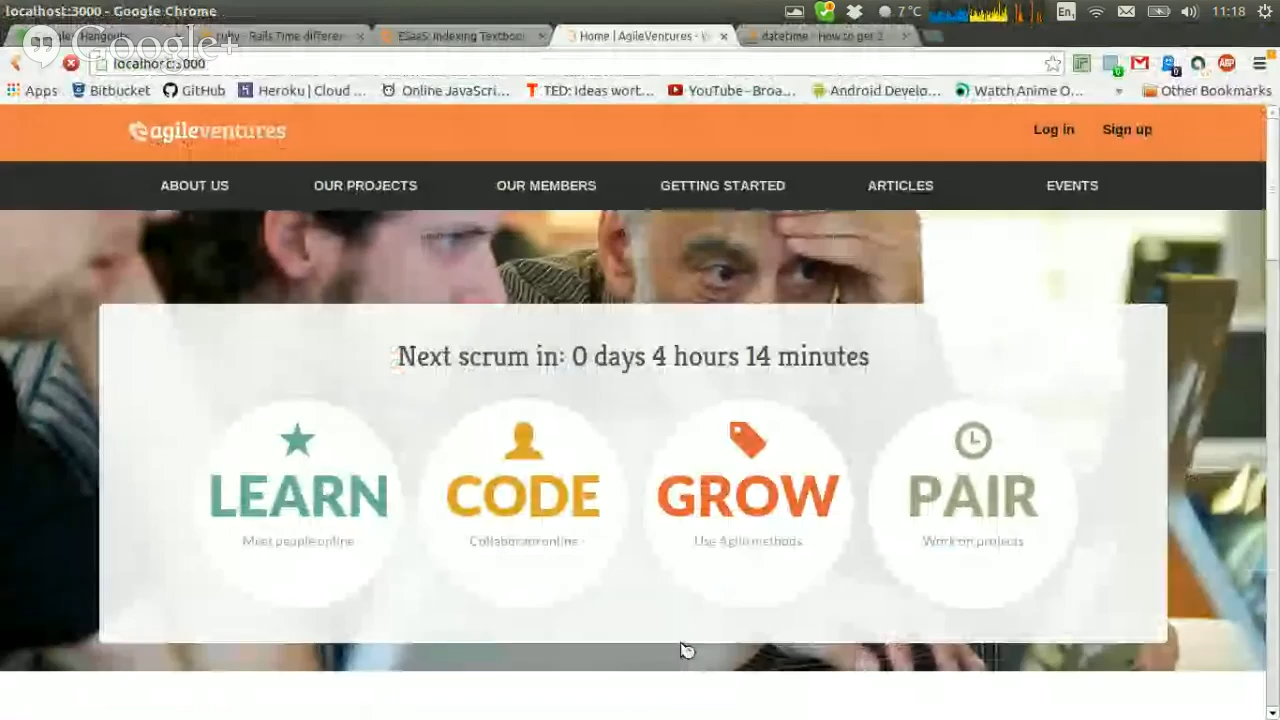 localhost:3000 - Google Chrome
7 °C
En
11:18
Google+
ruby - Rails Time differen
ESaaS: Indexing Textboo
Home | AgileVentures - V
datetime - How to get 2
localhost:3000
Apps
Bitbucket
GitHub
Heroku | Cloud ...
Online JavaScri...
TED: Ideas wort...
YouTube - Broa...
Android Develo...
Watch Anime O...
Other Bookmarks
agileventures
Log in
Sign up
ABOUT US
OUR PROJECTS
OUR MEMBERS
GETTING STARTED
ARTICLES
EVENTS
Next scrum in: 0 days 4 hours 14 minutes
LEARN
CODE
GROW
PAIR
Meet people online
Collaborate online
Use Agile methods
Work on projects